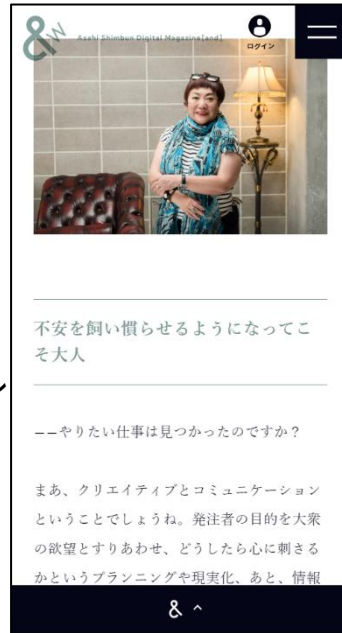 &w
Asahi Shimbun Digital Magazine[and]
ログイン
不安を飼い慣らせるようになってこ
そ大人
––やりたい仕事は見つかったのですか？
まあ、クリエイティブとコミュニケーション
ということでしょうね。発注者の目的を大衆
の欲望とすりあわせ、どうしたら心に刺さる
かというプランニングや現実化、あと、情報
&